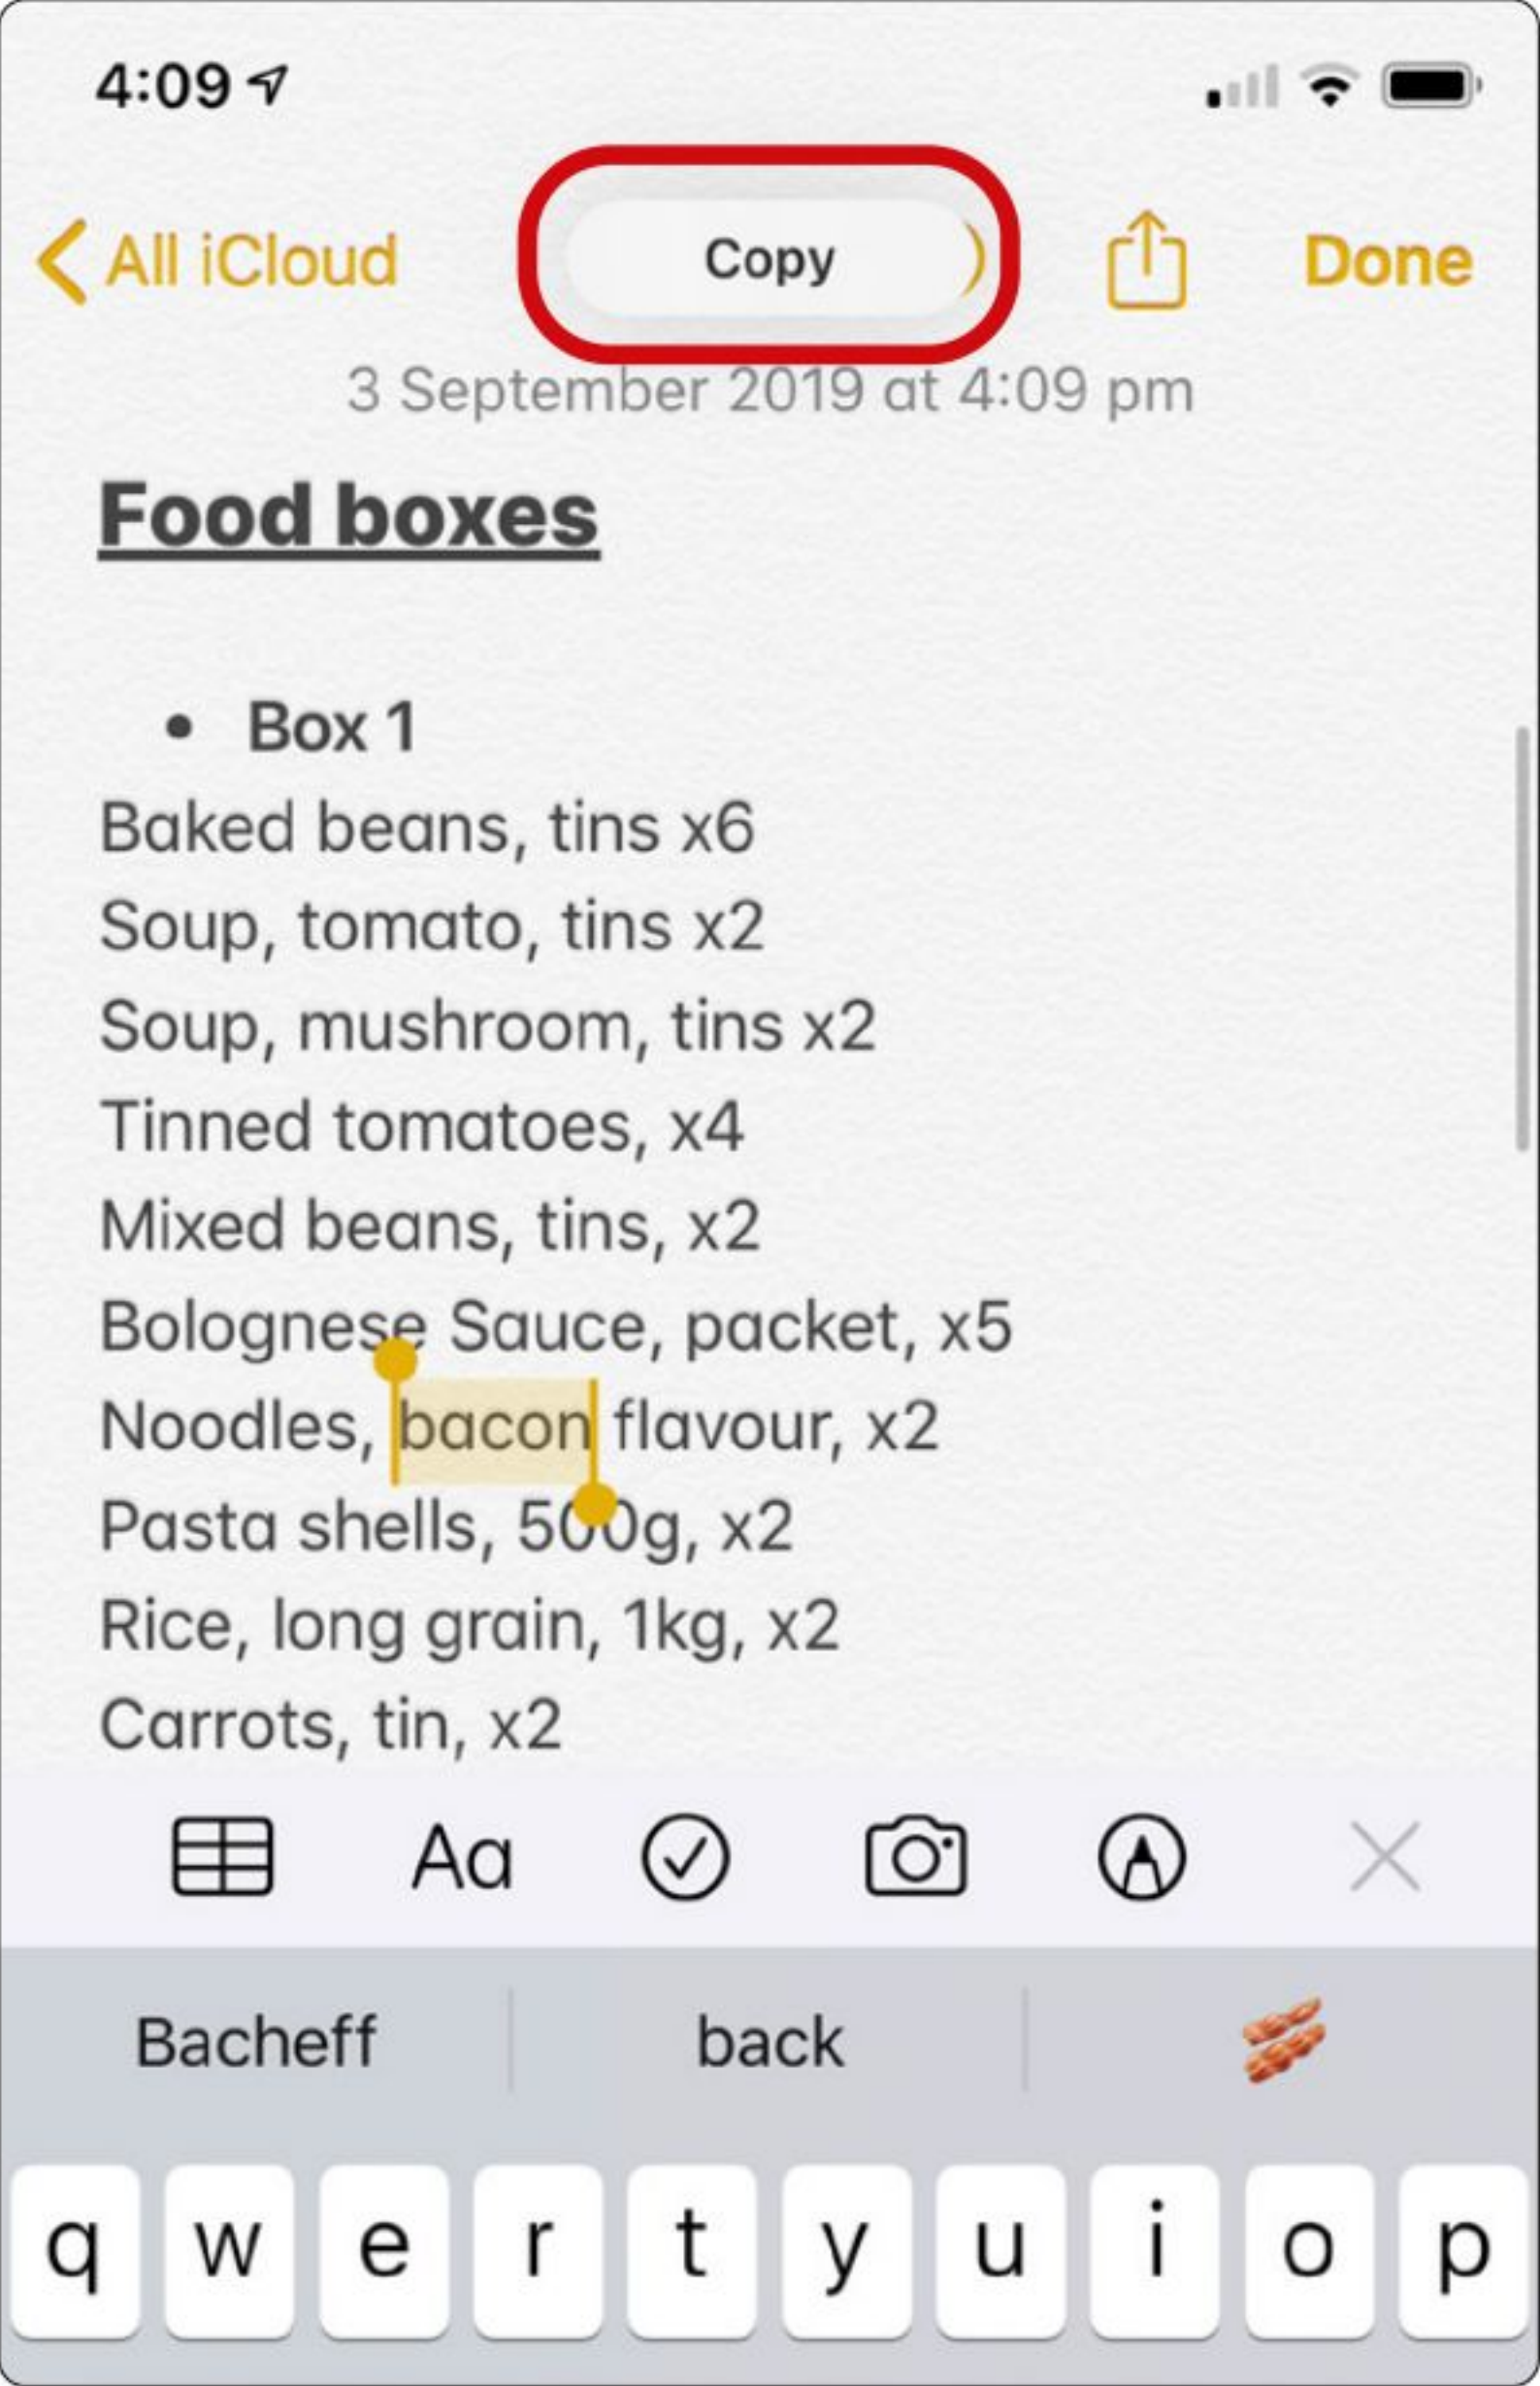 4:09
All iCloud
Copy
Done
3 September 2019 at 4:09 pm
Food boxes
• Box 1
Baked beans, tins x6
Soup, tomato, tins x2
Soup, mushroom, tins x2
Tinned tomatoes, x4
Mixed beans, tins, x2
Bolognese Sauce, packet, x5
Noodles, bacon flavour, x2
Pasta shells, 500g, x2
Rice, long grain, 1kg, x2
Carrots, tin, x2
Aa
Bacheff back
q w e r t y u i o p